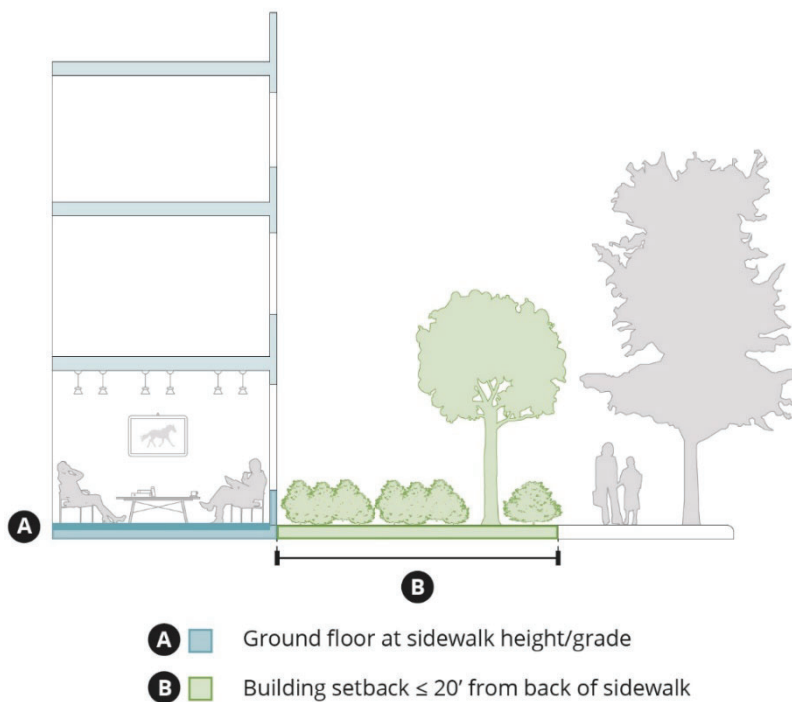 A
B
A Ground floor at sidewalk height/grade
B Building setback ≤ 20’ from back of sidewalk